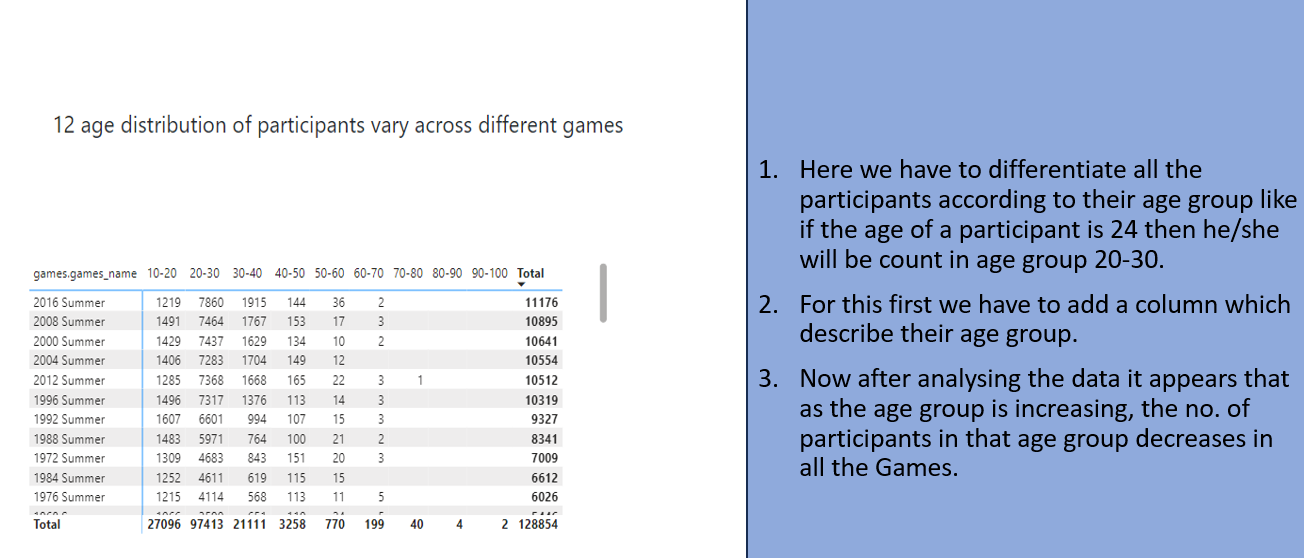 12 age distribution of participants vary across different games
games.games_name 10-20 20-30 30-40 40-50 50-60 60-70 70-80 80-90 90-100 Total
2016 Summer 1219 7860 1915 144 36 2 11176
2008 Summer 1491 7464 1767 153 17 3 10895
2000 Summer 1429 7437 1629 134 10 2 10641
2004 Summer 1406 7283 1704 149 12 10554
2012 Summer 1285 7368 1668 165 22 3 1 10512
1996 Summer 1496 7317 1376 113 14 3 10319
1992 Summer 1607 6601 994 107 15 3 9327
1988 Summer 1483 5971 764 100 21 2 8341
1972 Summer 1309 4683 843 151 20 3 7009
1984 Summer 1252 4611 619 115 15 6612
1976 Summer 1215 4114 568 113 11 5 6026
Total 27096 97413 21111 3258 770 199 40 4 2 128854
1. Here we have to differentiate all the
participants according to their age group like
if the age of a participant is 24 then he/she
will be count in age group 20-30.
2. For this first we have to add a column which
describe their age group.
3. Now after analysing the data it appears that
as the age group is increasing, the no. of
participants in that age group decreases in
all the Games.